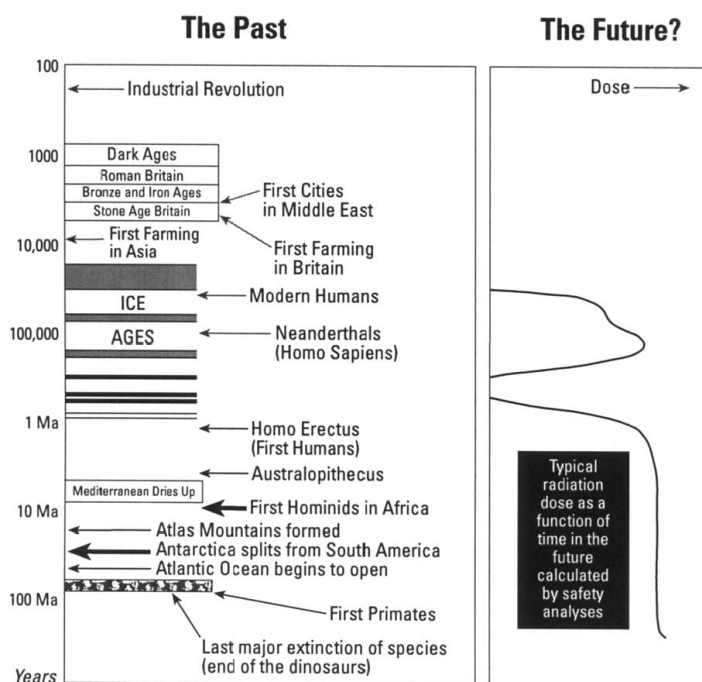 The Past
The Future?
100
Industrial Revolution
Dose
1000
Dark Ages
Roman Britain
Bronze and Iron Ages
Stone Age Britain
First Cities
in Middle East
First Farming
in Asia
First Farming
in Britain
10,000
ICE
Modern Humans
100,000
AGES
Neanderthals
(Homo Sapiens)
1 Ma
Homo Erectus
(First Humans)
Australopithecus
Mediterranean Dries Up
10 Ma
First Hominids in Africa
Atlas Mountains formed
Antarctica splits from South America
Atlantic Ocean begins to open
100 Ma
First Primates
Last major extinction of species
(end of the dinosaurs)
Years
Typical
radiation
dose as a
function of
time in the
future
calculated
by safety
analyses